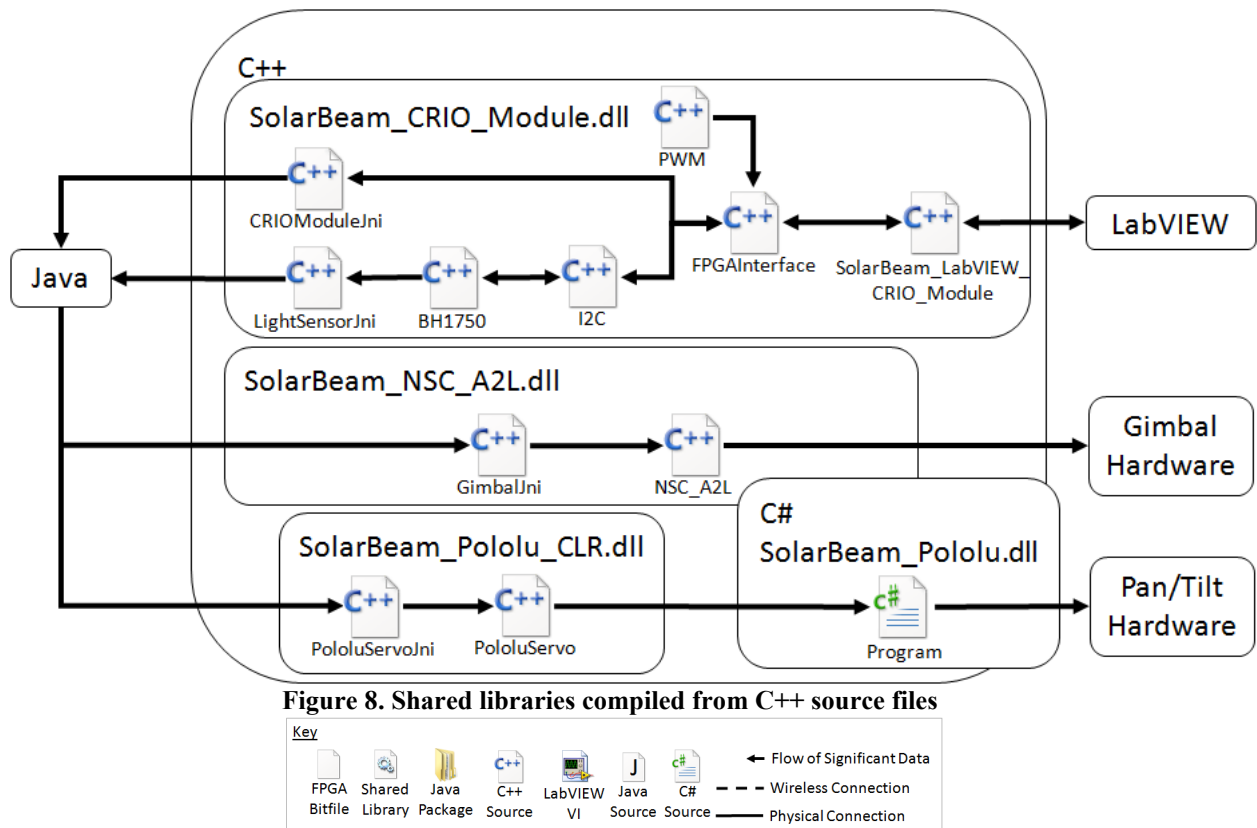 C++
SolarBeam_CRIO_Module.dll
C++
PWM
C++
CRIOModuleJni
C++
FPGAInterface
C++
SolarBeam_LabVIEW_
CRIO_Module
LabVIEW
Java
C++
LightSensorJni
C++
BH1750
C++
I2C
SolarBeam_NSC_A2L.dll
C++
GimbalJni
C++
NSC_A2L
Gimbal
Hardware
SolarBeam_Pololu_CLR.dll
C++
PololuServoJni
C++
PololuServo
C#
SolarBeam_Pololu.dll
c#
Program
Pan/Tilt
Hardware
Figure 8. Shared libraries compiled from C++ source files
Key
FPGA
Bitfile
Shared
Library
Java
Package
C++
C++
Source
LabVIEW
VI
J
Java
Source
c#
C#
Source
Flow of Significant Data
Wireless Connection
Physical Connection